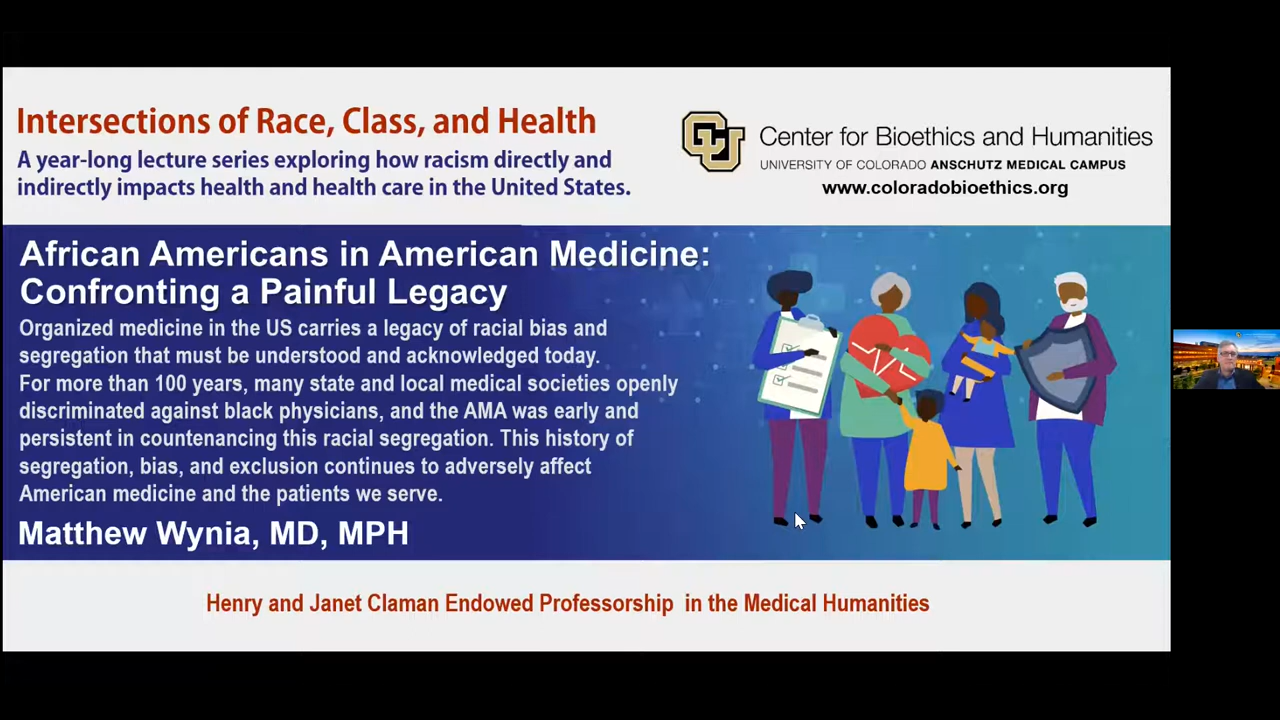 Intersections of Race, Class, and Health
A year-long lecture series exploring how racism directly and
indirectly impacts health and health care in the United States.
CU
Center for Bioethics and Humanities
UNIVERSITY OF COLORADO ANSCHUTZ MEDICAL CAMPUS
www.coloradobioethics.org
African Americans in American Medicine:
Confronting a Painful Legacy
Organized medicine in the US carries a legacy of racial bias and
segregation that must be understood and acknowledged today.
For more than 100 years, many state and local medical societies openly
discriminated against black physicians, and the AMA was early and
persistent in countenancing this racial segregation. This history of
segregation, bias, and exclusion continues to adversely affect
American medicine and the patients we serve.
Matthew Wynia, MD, MPH
Henry and Janet Claman Endowed Professorship in the Medical Humanities